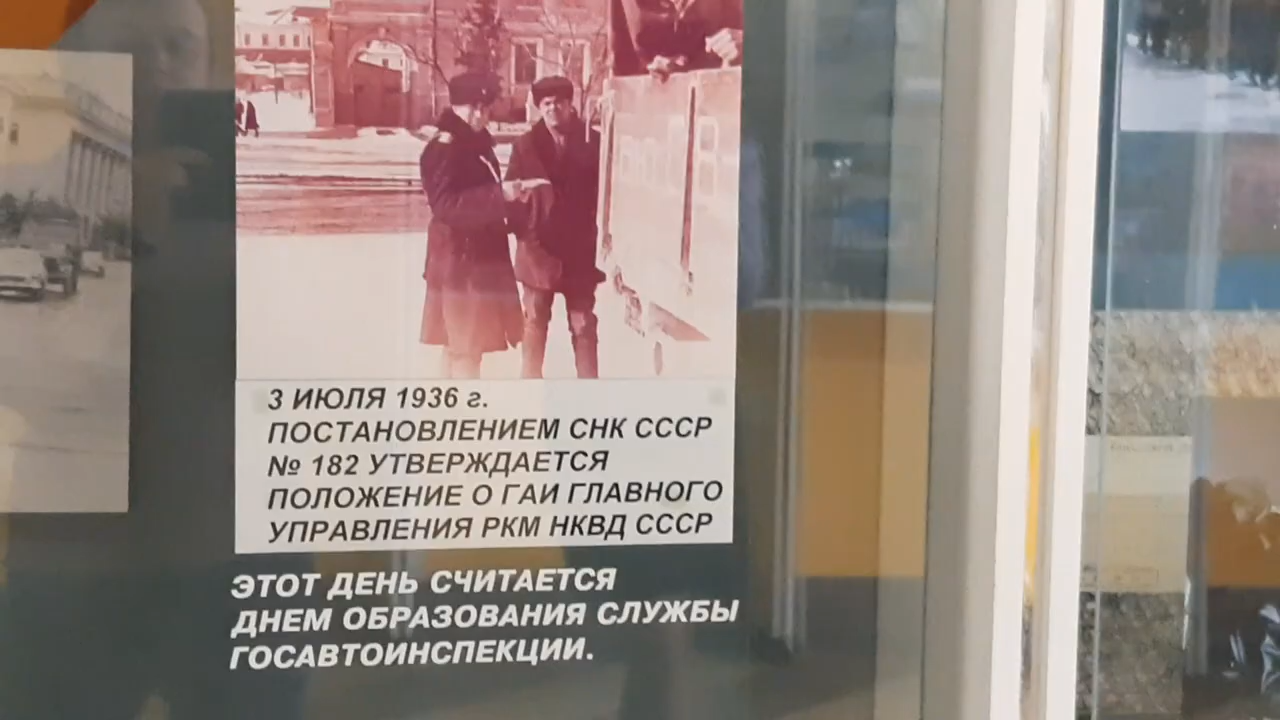 3 ИЮЛЯ 1936 г.
ПОСТАНОВЛЕНИЕМ СНК СССР
№ 182 УТВЕРЖДАЕТСЯ
ПОЛОЖЕНИЕ О ГАИ ГЛАВНОГО
УПРАВЛЕНИЯ РКМ НКВД СССР
ЭТОТ ДЕНЬ СЧИТАЕТСЯ
ДНЕМ ОБРАЗОВАНИЯ СЛУЖБЫ
ГОСАВТОИНСПЕКЦИИ.